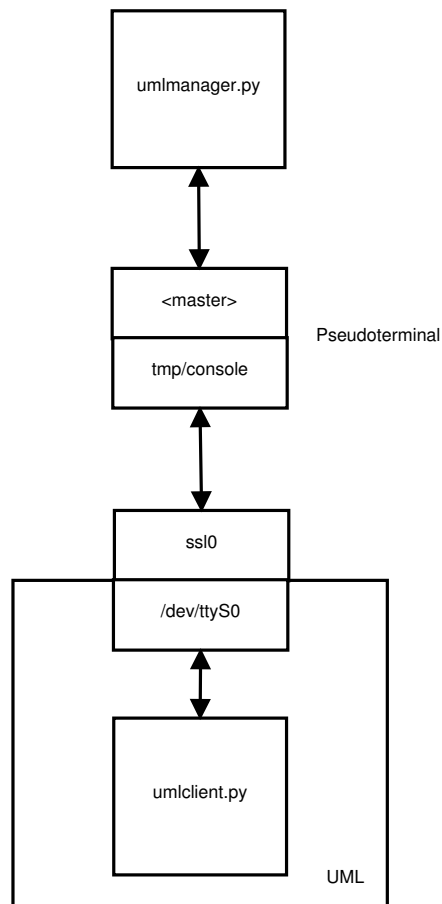 umlmanager.py
<master>
Pseudoterminal
tmp/console
ssl0
/dev/ttyS0
umlclient.py
UML